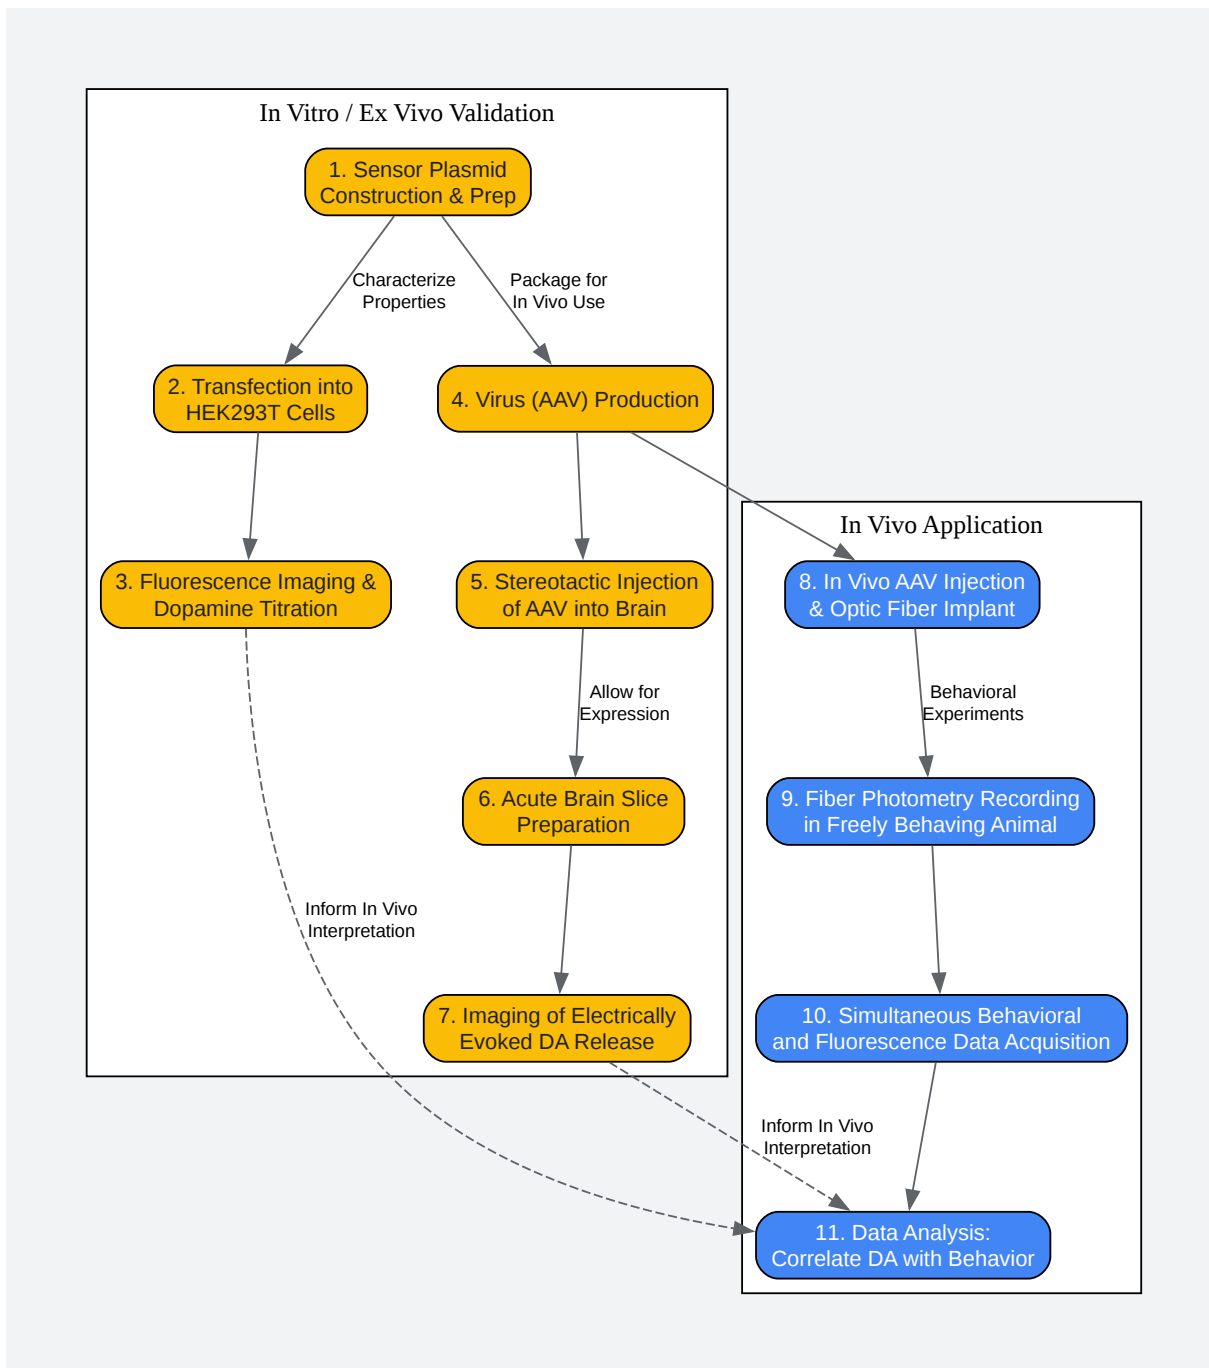 In Vitro / Ex Vivo Validation
1. Sensor Plasmid
Construction & Prep
Characterize
Properties
Package for
In Vivo Use
2. Transfection into
HEK293T Cells
4. Virus (AAV) Production
In Vivo Application
3. Fluorescence Imaging &
Dopamine Titration
5. Stereotactic Injection
of AAV into Brain
8. In Vivo AAV Injection
& Optic Fiber Implant
Allow for
Expression
Behavioral
Experiments
6. Acute Brain Slice
Preparation
9. Fiber Photometry Recording
in Freely Behaving Animal
Inform In Vivo
Interpretation
7. Imaging of Electrically
Evoked DA Release
10. Simultaneous Behavioral
and Fluorescence Data Acquisition
Inform In Vivo
Interpretation
11. Data Analysis:
Correlate DA with Behavior